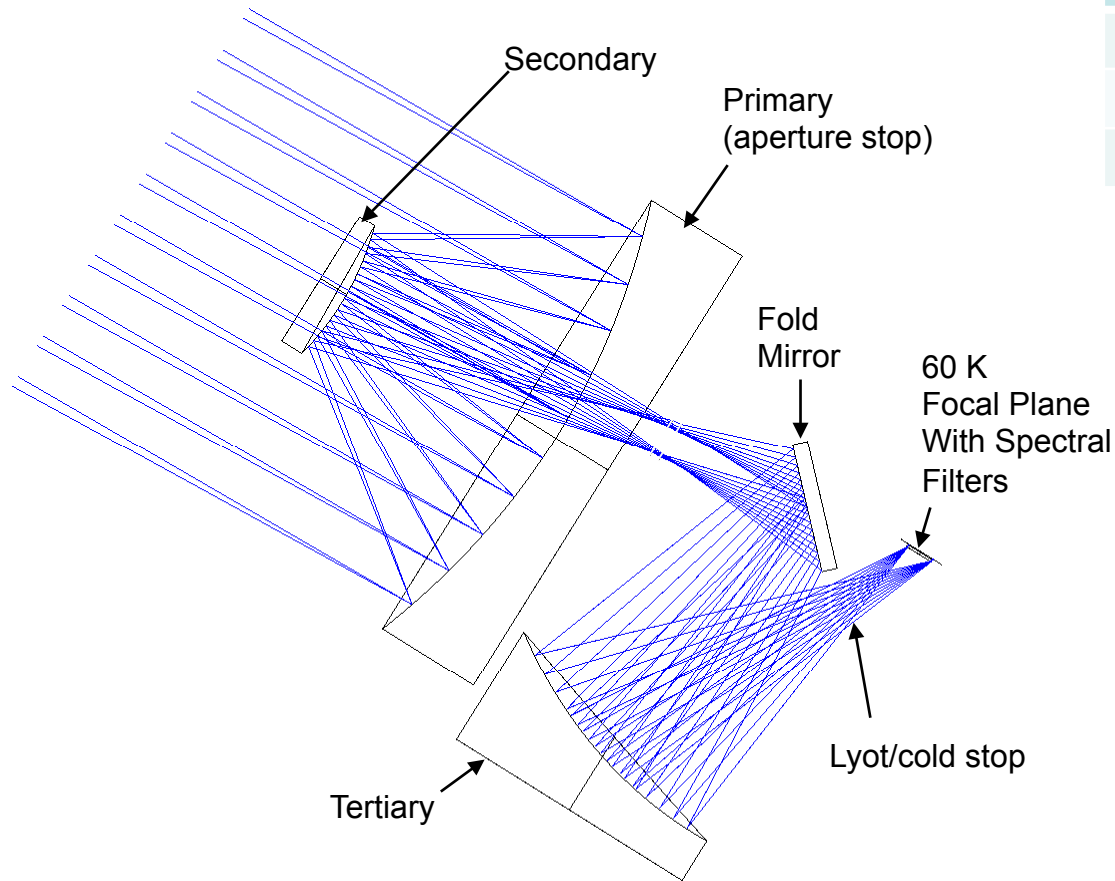 Secondary
Primary
(aperture stop)
Fold
Mirror
60 K
Focal Plane
With Spectral
Filters
Lyot/cold stop
Tertiary